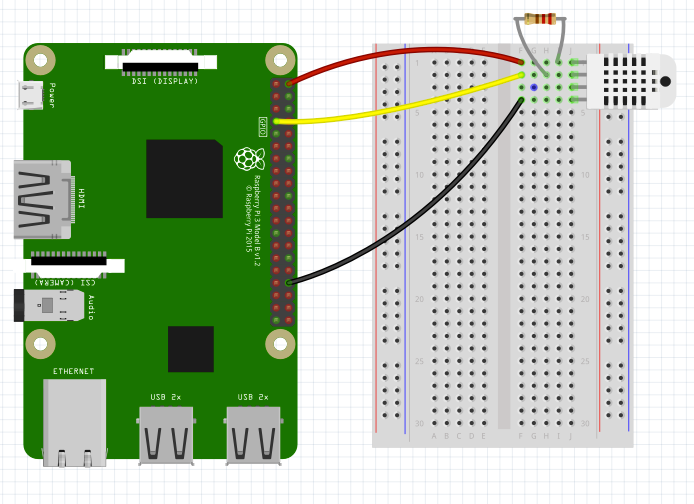 DSI (DISPLAY)
Power
GPIO
HDMI
Raspberry Pi 3 Model B v1.2
© Raspberry Pi 2015
CSI (CAMERA)
Audio
ETHERNET
USB 2x
USB 2x
F G H I J
1
5
5
10
10
15
15
20
20
25
25
30
30
A B C D E
F G H I J